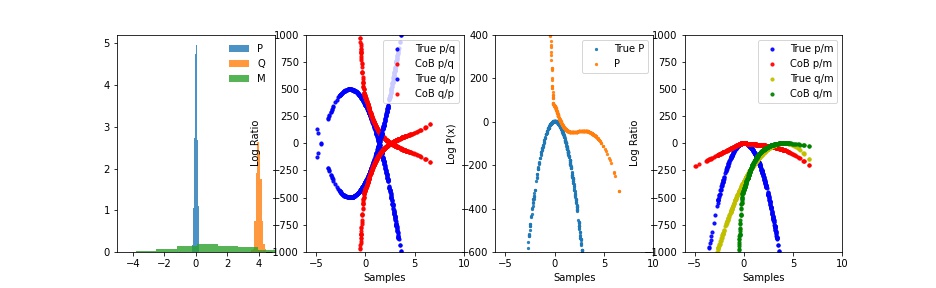 5
4
3
2
1
0
−4 −2 0 2 4
P
Q
M
Log Ratio
1000
750
500
250
0
−250
−500
−750
1000
−5 0 5 10
Samples
True p/q
CoB p/q
True q/p
CoB q/p
Log P(x)
400
200
0
−200
−400
−600
−5 0 5 10
Samples
True P
P
Log Ratio
1000
750
500
250
0
−250
−500
−750
1000
−5 0 5 10
Samples
True p/m
CoB p/m
True q/m
CoB q/m